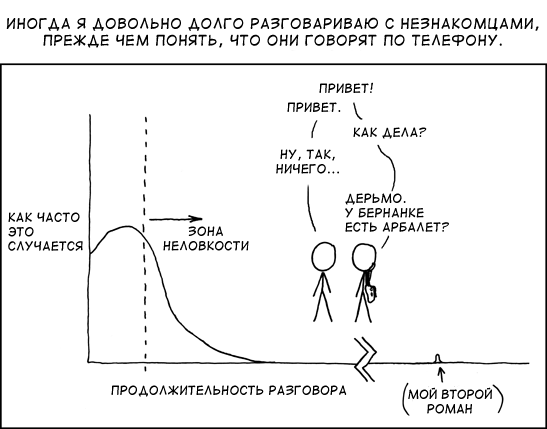 ИНОГДА Я ДОВОЛЬНО ДОЛГО РАЗГОВАРИВАЮ С НЕЗНАКОМЦАМИ,
ПРЕЖДЕ ЧЕМ ПОНЯТЬ, ЧТО ОНИ ГОВОРЯТ ПО ТЕЛЕФОНУ.
ПРИВЕТ!
ПРИВЕТ.
КАК ДЕЛА?
НУ, ТАК,
НИЧЕГО...
ДЕРЬМО.
У БЕРНАНКЕ
ЕСТЬ АРБАЛЕТ?
КАК ЧАСТО
ЭТО
СЛУЧАЕТСЯ
ЗОНА
НЕЛОВКОСТИ
ПРОДОЛЖИТЕЛЬНОСТЬ РАЗГОВОРА
(МОЙ ВТОРОЙ
РОМАН)